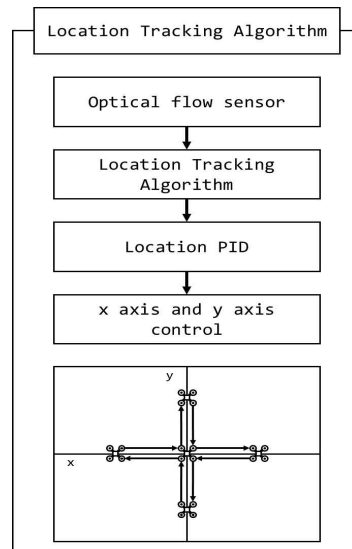 Location Tracking Algorithm
Optical flow sensor
Location Tracking
Algorithm
Location PID
x axis and y axis
control
y
x